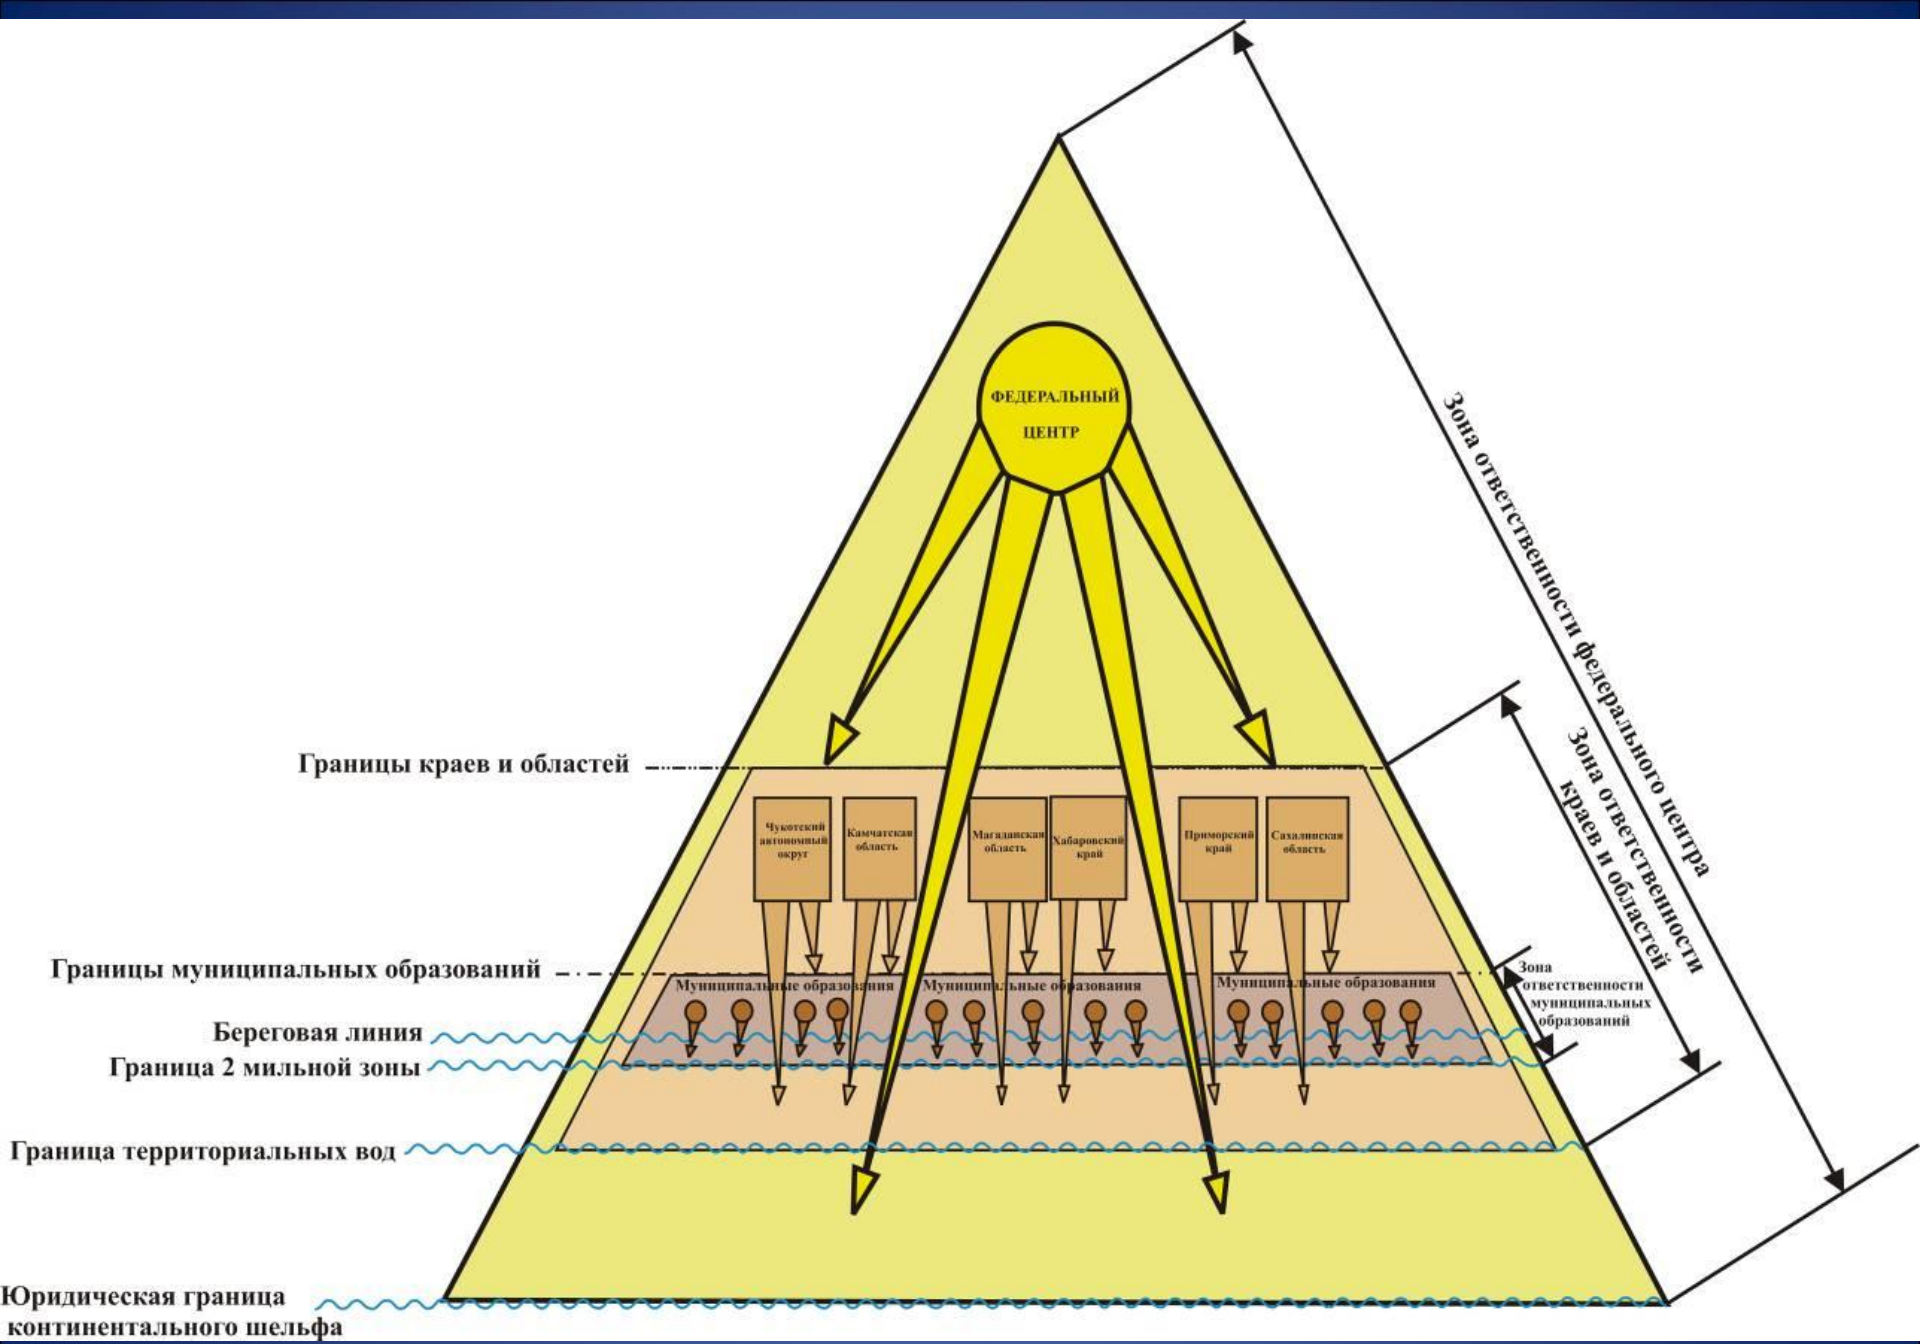 ФЕДЕРАЛЬНЫЙ
ЦЕНТР
Зона ответственности федерального центра
Зона ответственности
краев и областей
Границы краев и областей
Чукотский
автономный
округ
Камчатская
область
Магаданская
область
Хабаровский
край
Приморский
край
Сахалинская
область
Границы муниципальных образований
Муниципальные образования
Муниципальные образования
Муниципальные образования
Зона
ответственности
муниципальных
образований
Береговая линия
Граница 2 мильной зоны
Граница территориальных вод
Юридическая граница
континентального шельфа